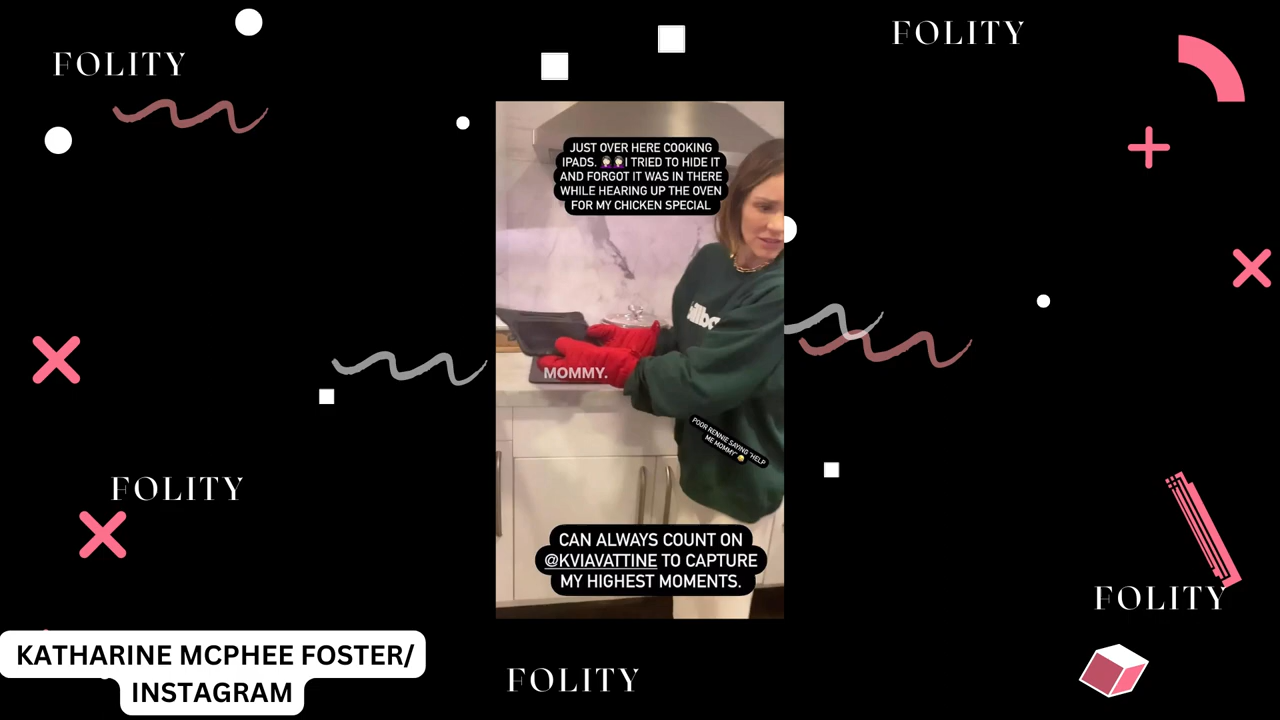 FOLITY
FOLITY
JUST OVER HERE COOKING
IPADS. 🤦🏻‍♀️🤦🏻‍♀️I TRIED TO HIDE IT
AND FORGOT IT WAS IN THERE
WHILE HEARING UP THE OVEN
FOR MY CHICKEN SPECIAL
billbo
MOMMY.
POOR RENNIE SAYING "HELP
ME MOMMY"
FOLITY
CAN ALWAYS COUNT ON
@KVIAVATTINE TO CAPTURE
MY HIGHEST MOMENTS.
FOLITY
KATHARINE MCPHEE FOSTER/
INSTAGRAM
FOLITY